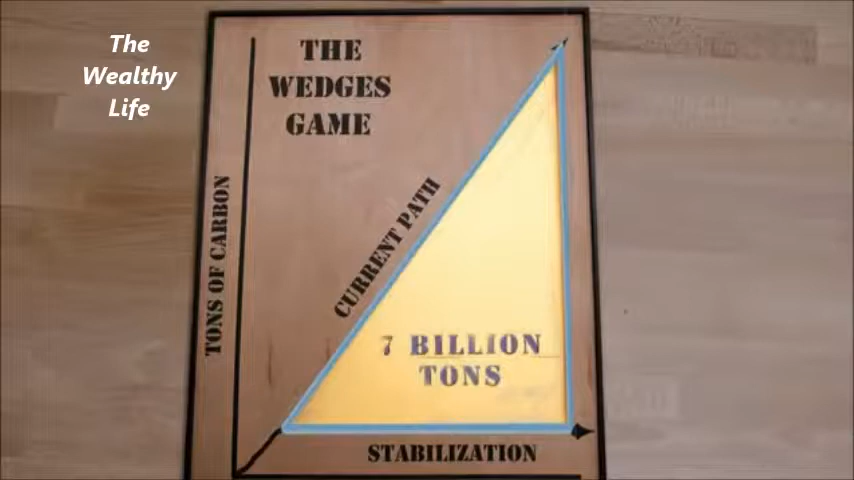 The
Wealthy
Life
THE
WEDGES
GAME
TONS OF CARBON
CURRENT PATH
7 BILLION
TONS
STABILIZATION